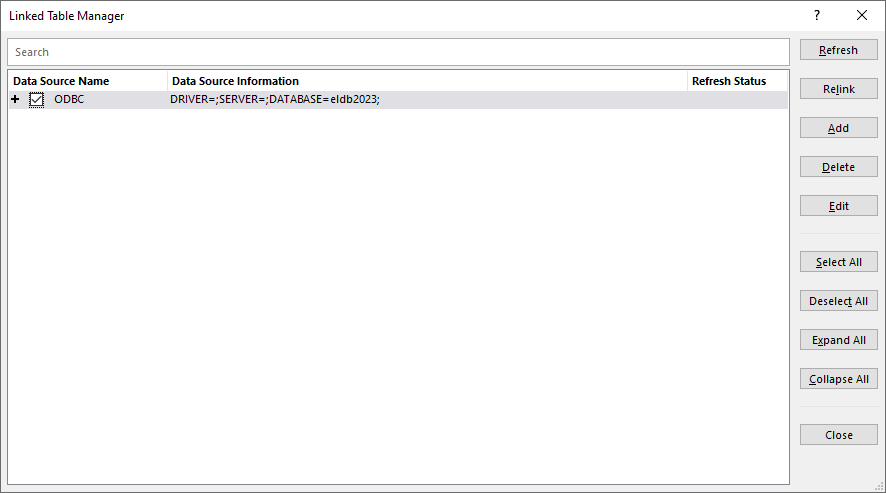 Linked Table Manager
?
Search
Data Source Name Data Source Information Refresh Status
ODBC DRIVER=;SERVER=;DATABASE=eldb2023;
Refresh
Relink
Add
Delete
Edit
Select All
Deselect All
Expand All
Collapse All
Close